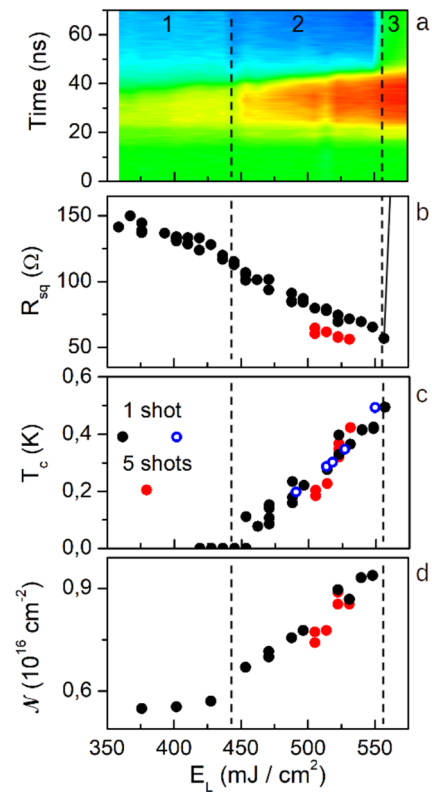 1 2 3 a
Time (ns)
60
40
20
0
b
R_sq (Ω)
150
100
50
c
T_c (K)
0,6
0,4
0,2
0,0
1 shot
5 shots
d
𝒩 (10^16 cm^-2)
0,9
0,6
350 400 450 500 550
E_L (mJ / cm^2)